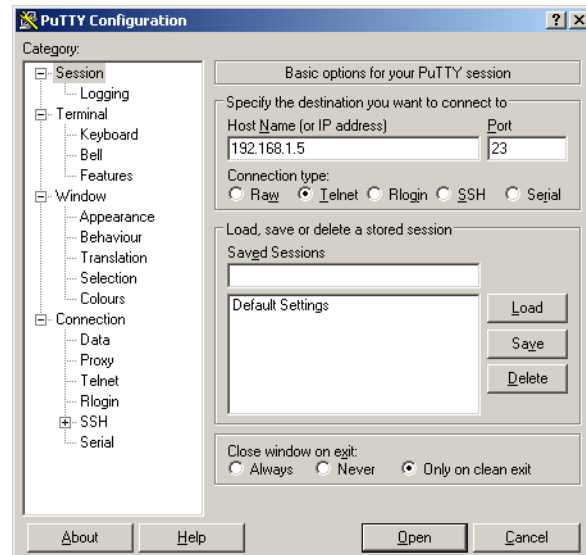 PuTTY Configuration
Category:
Session
Logging
Terminal
Keyboard
Bell
Features
Window
Appearance
Behaviour
Translation
Selection
Colours
Connection
Data
Proxy
Telnet
Rlogin
SSH
Serial
Basic options for your PuTTY session
Specify the destination you want to connect to
Host Name (or IP address) Port
192.168.1.5 23
Connection type:
Raw Telnet Rlogin SSH Serial
Load, save or delete a stored session
Saved Sessions
Default Settings
Load
Save
Delete
Close window on exit:
Always Never Only on clean exit
About Help Open Cancel